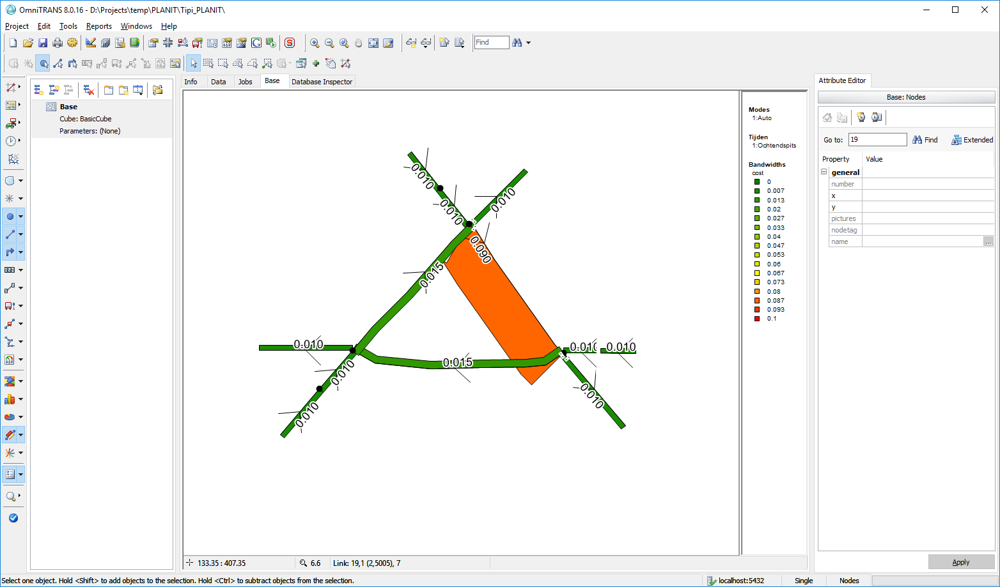 OmniTRANS 8.0.16 - D:\Projects\temp\PLANIT\Tipi_PLANIT\
Project Edit Tools Reports Windows Help
Find
Info Data Jobs Base Database Inspector
Base
Cube: BasicCube
Parameters: (None)
0.010
0.010
0.010
0.090
0.015
0.010
0.010
0.010
0.015
0.010
0.010
0.010
Modes
1:Auto
Tijden
1:Ochtendspits
Bandwidths
cost
0
0.007
0.013
0.02
0.027
0.033
0.04
0.047
0.053
0.06
0.067
0.073
0.08
0.087
0.093
0.1
Attribute Editor
Base: Nodes
Go to: 19 Find Extended
Property Value
general
number
x
y
pictures
nodetag
name
...
Apply
133.35 : 407.35 6.6 Link: 19,1 (2,5005), 7
Select one object. Hold <Shift> to add objects to the selection. Hold <Ctrl> to subtract objects from the selection. localhost:5432 Single Nodes